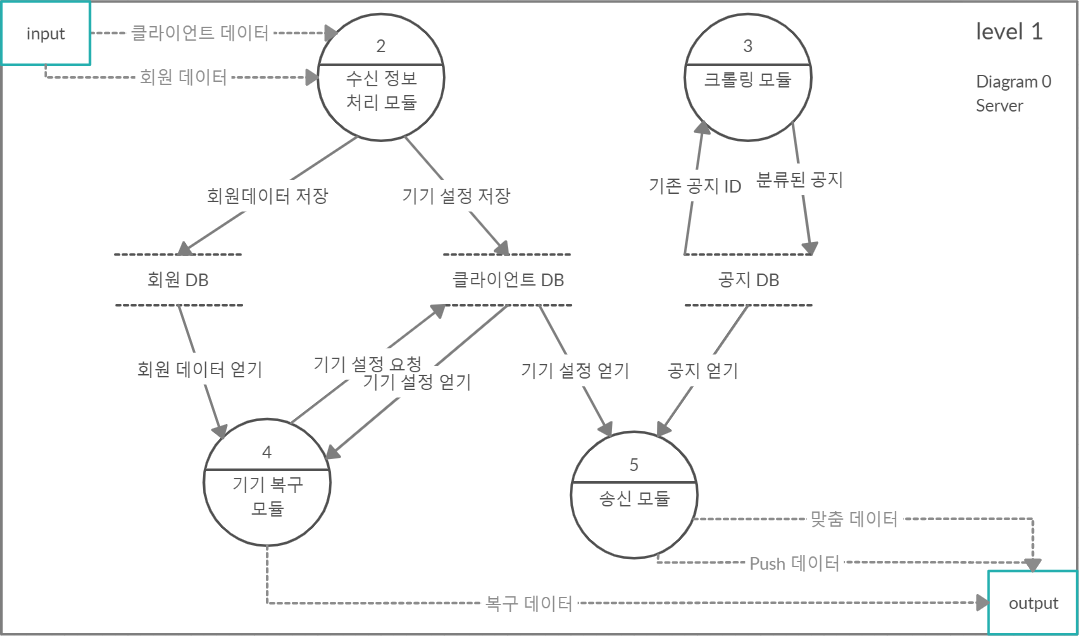 input
클라이언트 데이터
회원 데이터
2
수신 정보
처리 모듈
3
크롤링 모듈
level 1
Diagram 0
Server
회원데이터 저장
기기 설정 저장
기존 공지 ID
분류된 공지
회원 DB
클라이언트 DB
공지 DB
회원 데이터 얻기
기기 설정 요청
기기 설정 얻기
기기 설정 얻기
공지 얻기
4
기기 복구
모듈
5
송신 모듈
맞춤 데이터
Push 데이터
복구 데이터
output